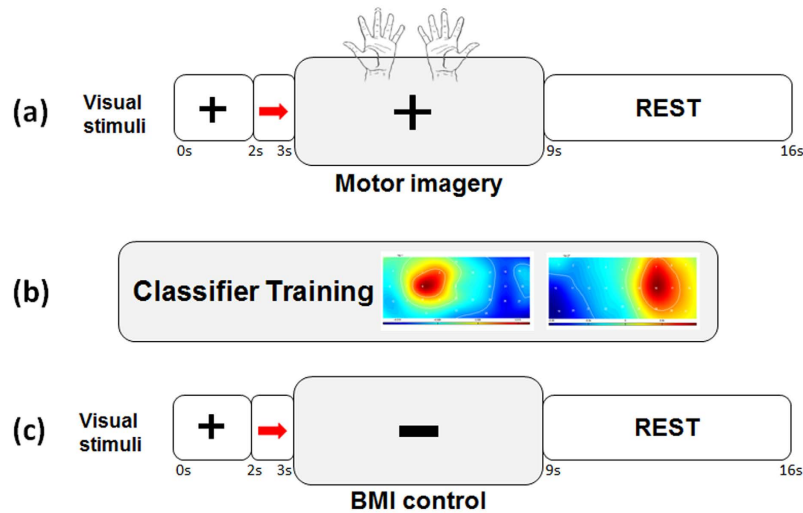 (a)
Visual
stimuli
+
+
REST
0s
2s
3s
9s
16s
Motor imagery
(b)
Classifier Training
(c)
Visual
stimuli
+
REST
0s
2s
3s
9s
16s
BMI control